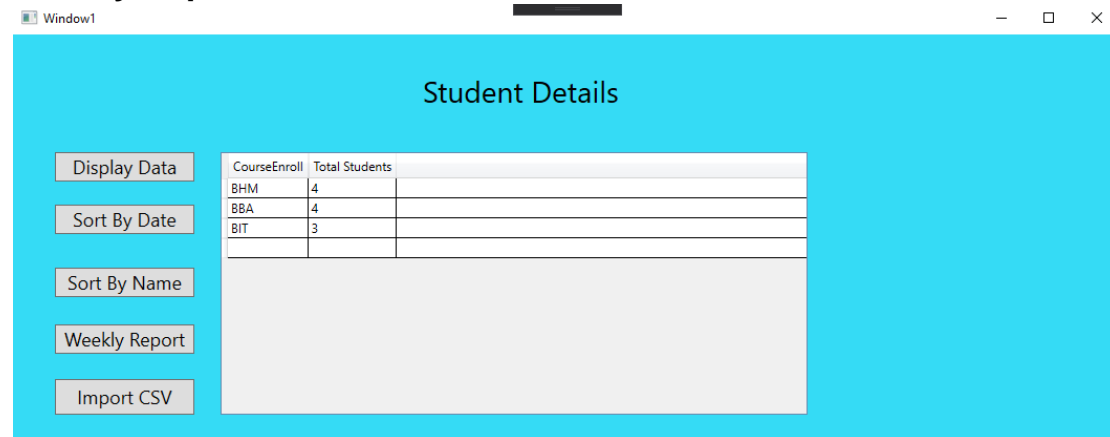 Window1
Student Details
Display Data
Sort By Date
Sort By Name
Weekly Report
Import CSV
CourseEnroll Total Students
BHM 4
BBA 4
BIT 3